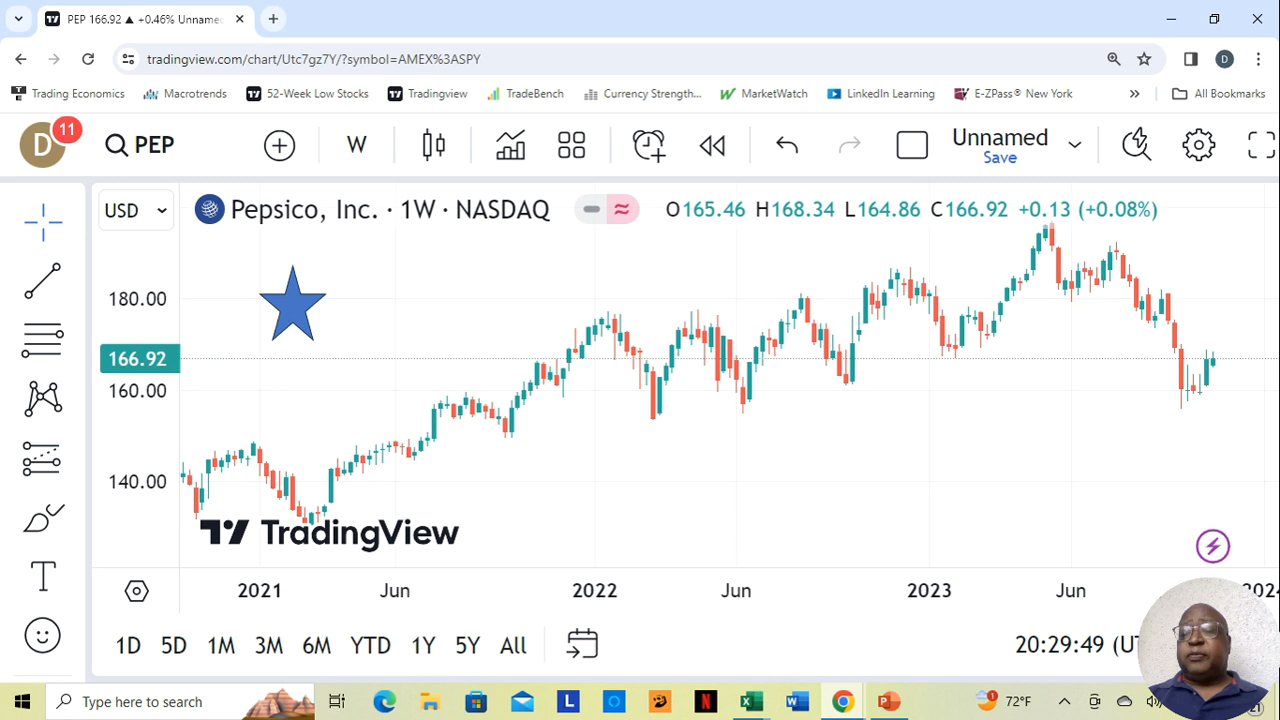 PEP 166.92 ▲ +0.46% Unname
tradingview.com/chart/Utc7gz7Y/?symbol=AMEX%3ASPY
Trading Economics Macrotrends 52-Week Low Stocks Tradingview TradeBench Currency Strength... MarketWatch LinkedIn Learning E-ZPass® New York » All Bookmarks
D 11 PEP W Unnamed
Save
USD Pepsico, Inc. · 1W · NASDAQ O165.46 H168.34 L164.86 C166.92 +0.13 (+0.08%)
180.00
166.92
160.00
140.00
TradingView
2021 Jun 2022 Jun 2023 Jun
1D 5D 1M 3M 6M YTD 1Y 5Y All 20:29:49 (UT
Type here to search 72°F